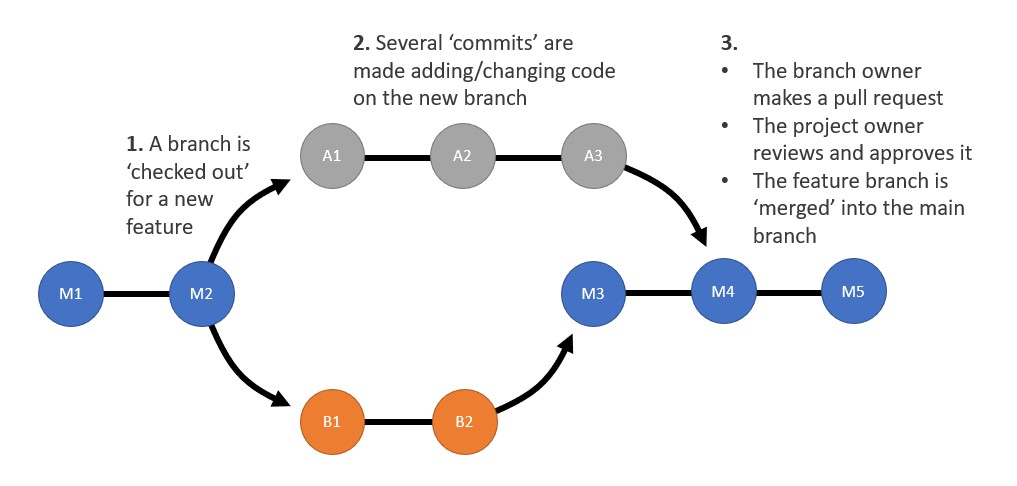 2. Several ‘commits’ are
made adding/changing code
on the new branch
3.
• The branch owner
makes a pull request
• The project owner
reviews and approves it
• The feature branch is
‘merged’ into the main
branch
1. A branch is
‘checked out’
for a new
feature
A1
A2
A3
M1
M2
M3
M4
M5
B1
B2